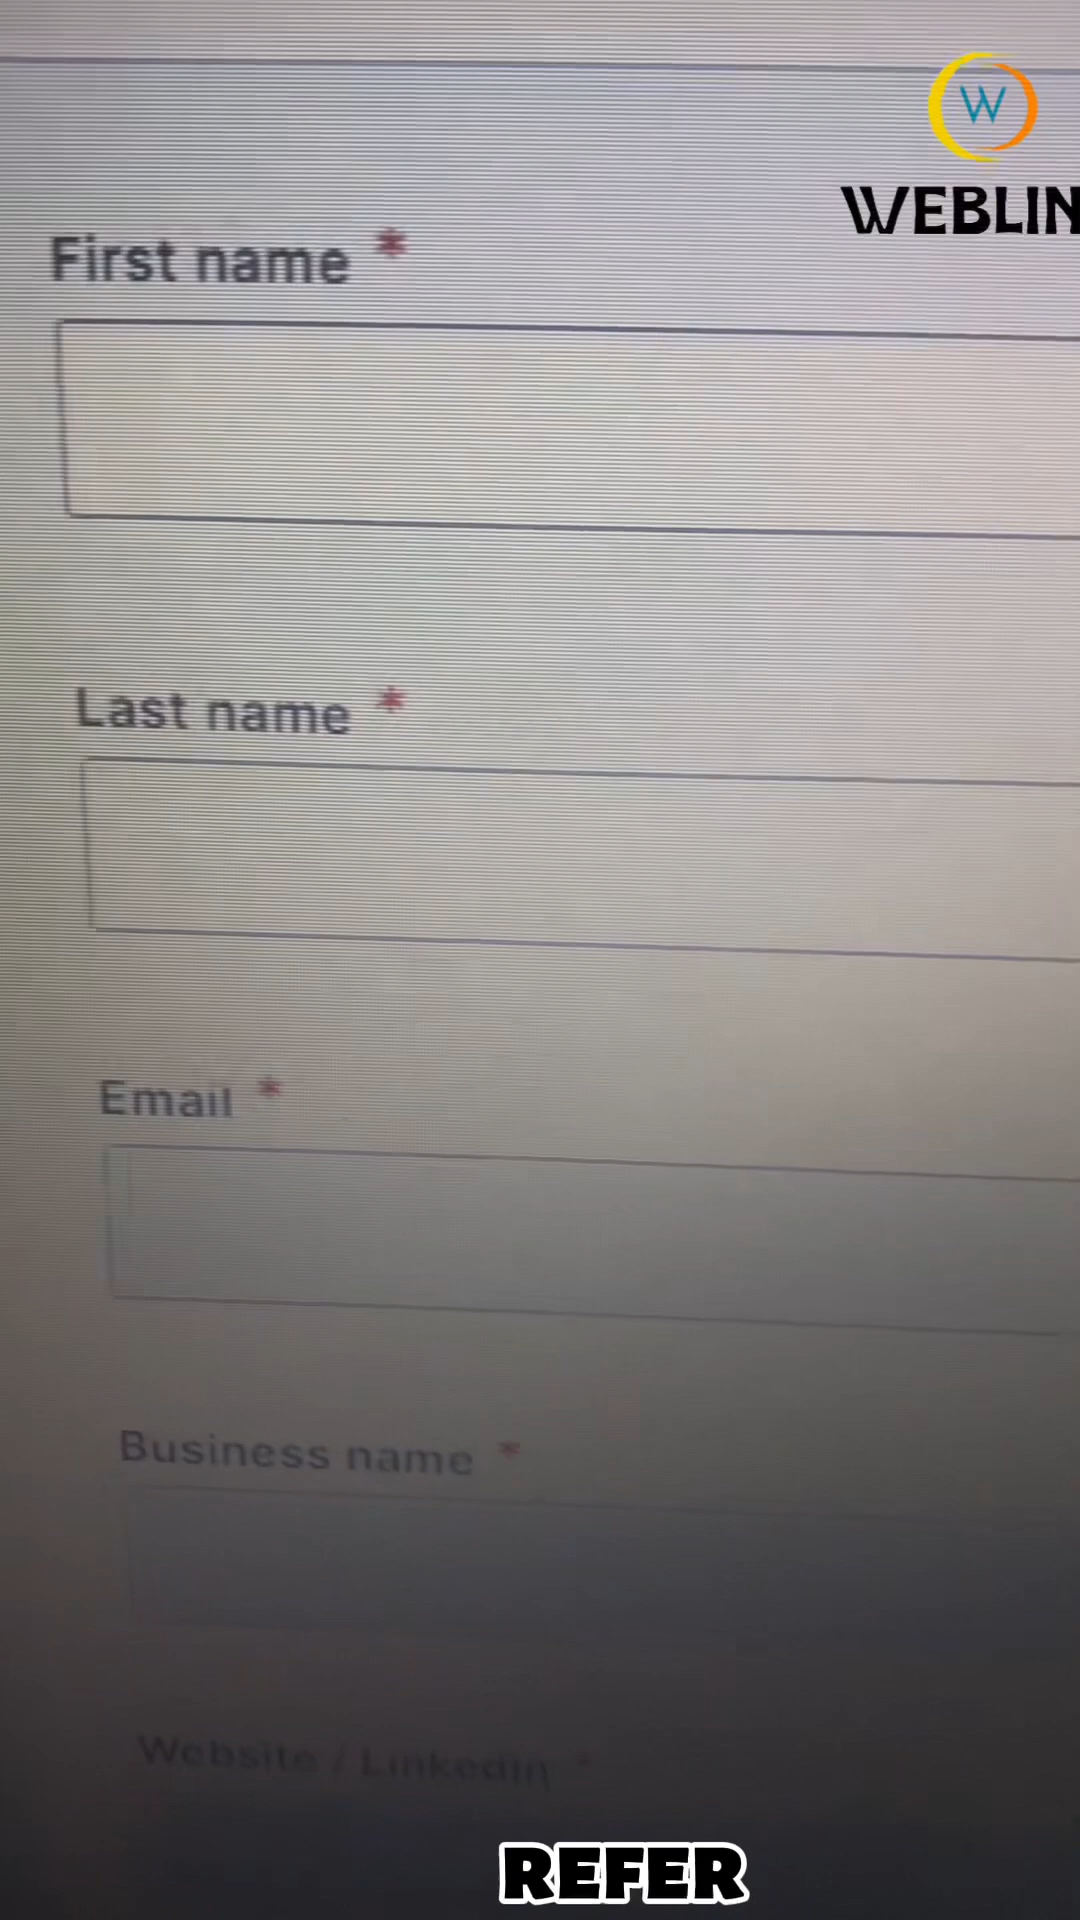 W
WEBLIN
First name *
Last name *
Email *
Business name *
Website / LinkedIn *
REFER